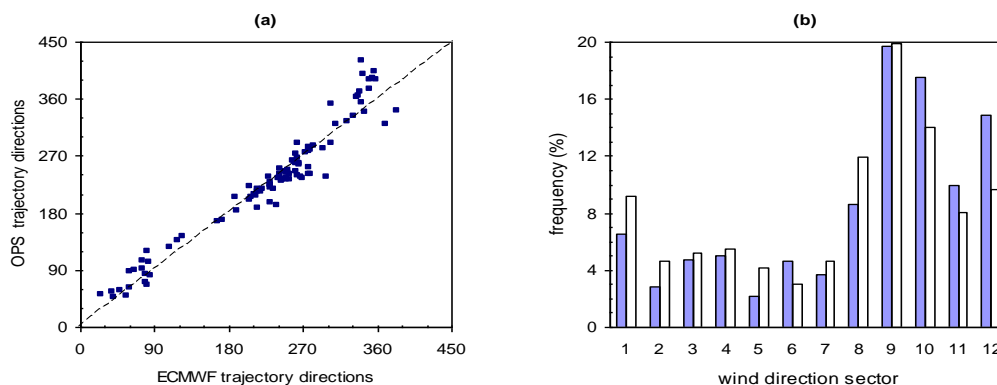 (a)
450
360
270
180
90
0
OPS trajectory directions
0 90 180 270 360 450
ECMWF trajectory directions
(b)
20
16
12
8
4
0
frequency (%)
1 2 3 4 5 6 7 8 9 10 11 12
wind direction sector